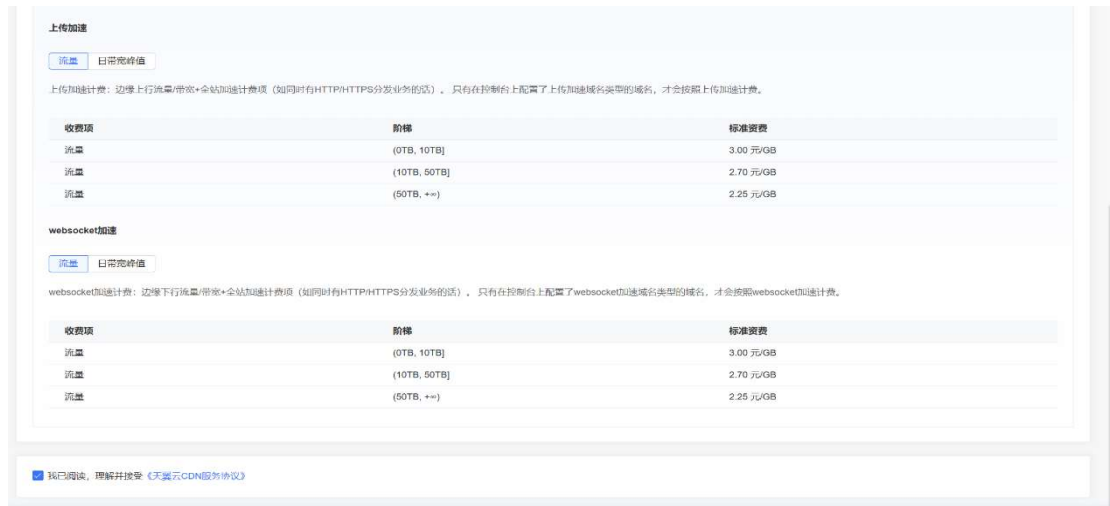 上传加速
流量 日带宽峰值
上传加速计费：边缘上行流量/带宽+全站加速计费项（如同时有HTTP/HTTPS分发业务的话）。 只有在控制台上配置了上传加速域名类型的域名，才会按照上传加速计费。
收费项 阶梯 标准资费
流量 (0TB, 10TB] 3.00 元/GB
流量 (10TB, 50TB] 2.70 元/GB
流量 (50TB, +∞) 2.25 元/GB
websocket加速
流量 日带宽峰值
websocket加速计费：边缘下行流量/带宽+全站加速计费项（如同时有HTTP/HTTPS分发业务的话）。 只有在控制台上配置了websocket加速域名类型的域名，才会按照websocket加速计费。
收费项 阶梯 标准资费
流量 (0TB, 10TB] 3.00 元/GB
流量 (10TB, 50TB] 2.70 元/GB
流量 (50TB, +∞) 2.25 元/GB
我已阅读，理解并接受《天翼云CDN服务协议》